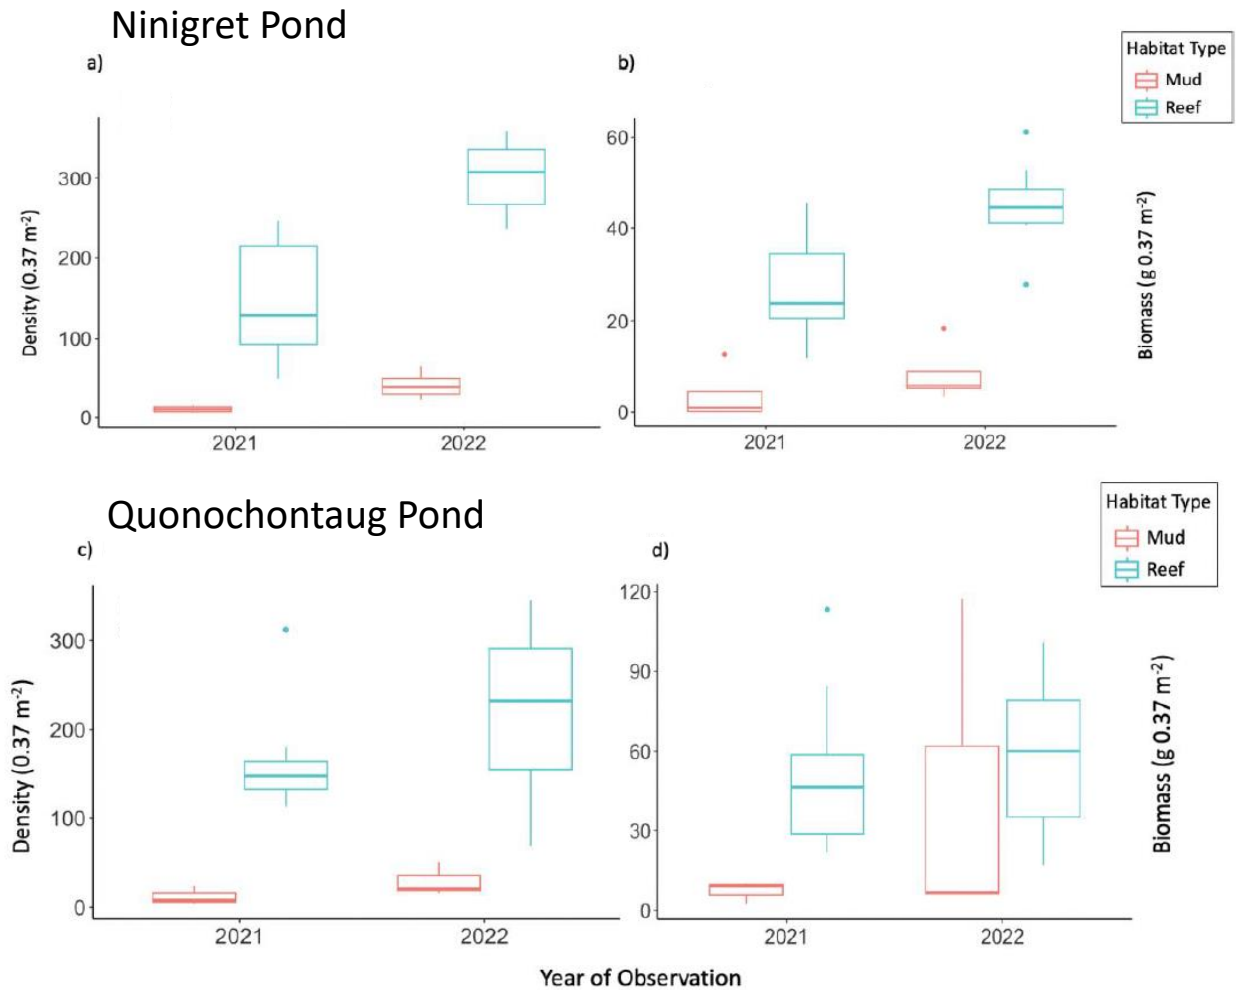 Ninigret Pond
a)
b)
Habitat Type
Mud
Reef
Density (0.37 m-2)
300
200
100
0
2021
2022
60
40
20
0
2021
2022
Biomass (g 0.37 m-2)
Quonochontaug Pond
c)
d)
Habitat Type
Mud
Reef
Density (0.37 m-2)
300
200
100
0
2021
2022
120
90
60
30
0
2021
2022
Biomass (g 0.37 m-2)
Year of Observation